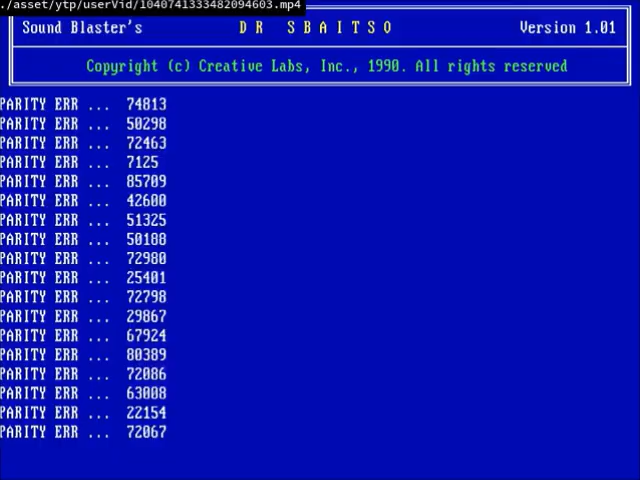 ./asset/ytp/userVid/1040741333482094603.mp4
Sound Blaster's D R S B A I T S O Version 1.01
Copyright (c) Creative Labs, Inc., 1990. All rights reserved
PARITY ERR ... 74813
PARITY ERR ... 50298
PARITY ERR ... 72463
PARITY ERR ... 7125
PARITY ERR ... 85709
PARITY ERR ... 42600
PARITY ERR ... 51325
PARITY ERR ... 50188
PARITY ERR ... 72980
PARITY ERR ... 25401
PARITY ERR ... 72798
PARITY ERR ... 29867
PARITY ERR ... 67924
PARITY ERR ... 80389
PARITY ERR ... 72086
PARITY ERR ... 63008
PARITY ERR ... 22154
PARITY ERR ... 72067